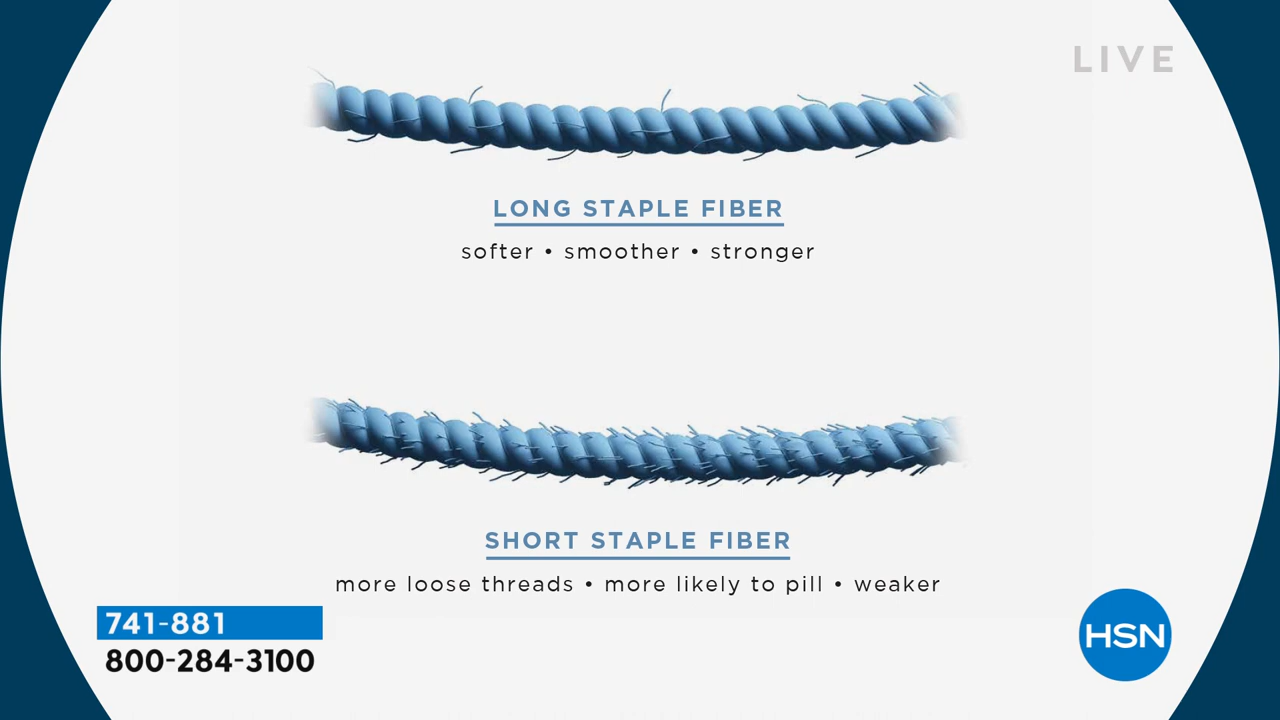 LIVE
LONG STAPLE FIBER
softer • smoother • stronger
SHORT STAPLE FIBER
more loose threads • more likely to pill • weaker
741-881
800-284-3100
HSN